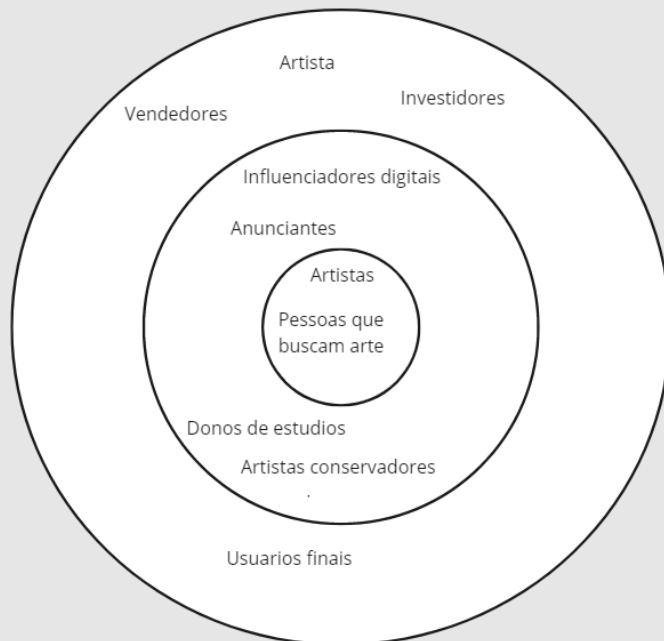 Artista
Investidores
Vendedores
Influenciadores digitais
Anunciantes
Artistas
Pessoas que
buscam arte
Donos de estudios
Artistas conservadores
.
Usuarios finais